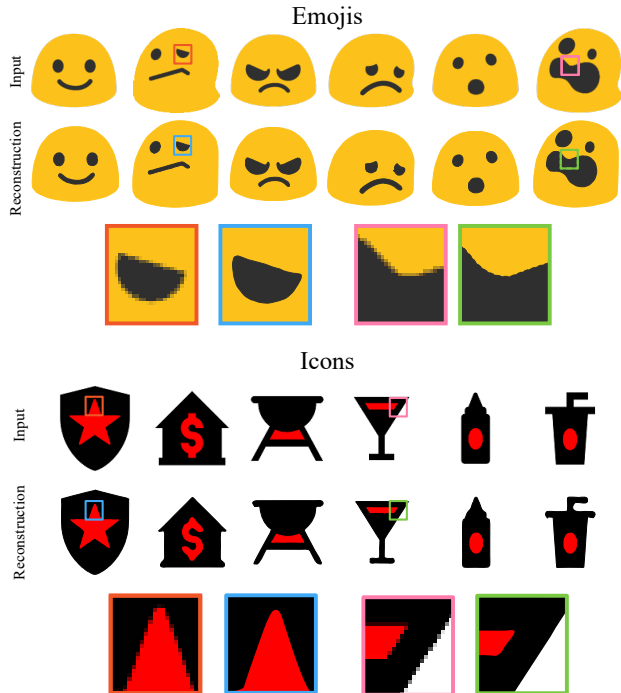 Emojis
Input
Reconstruction
Icons
Input
$
Reconstruction
$